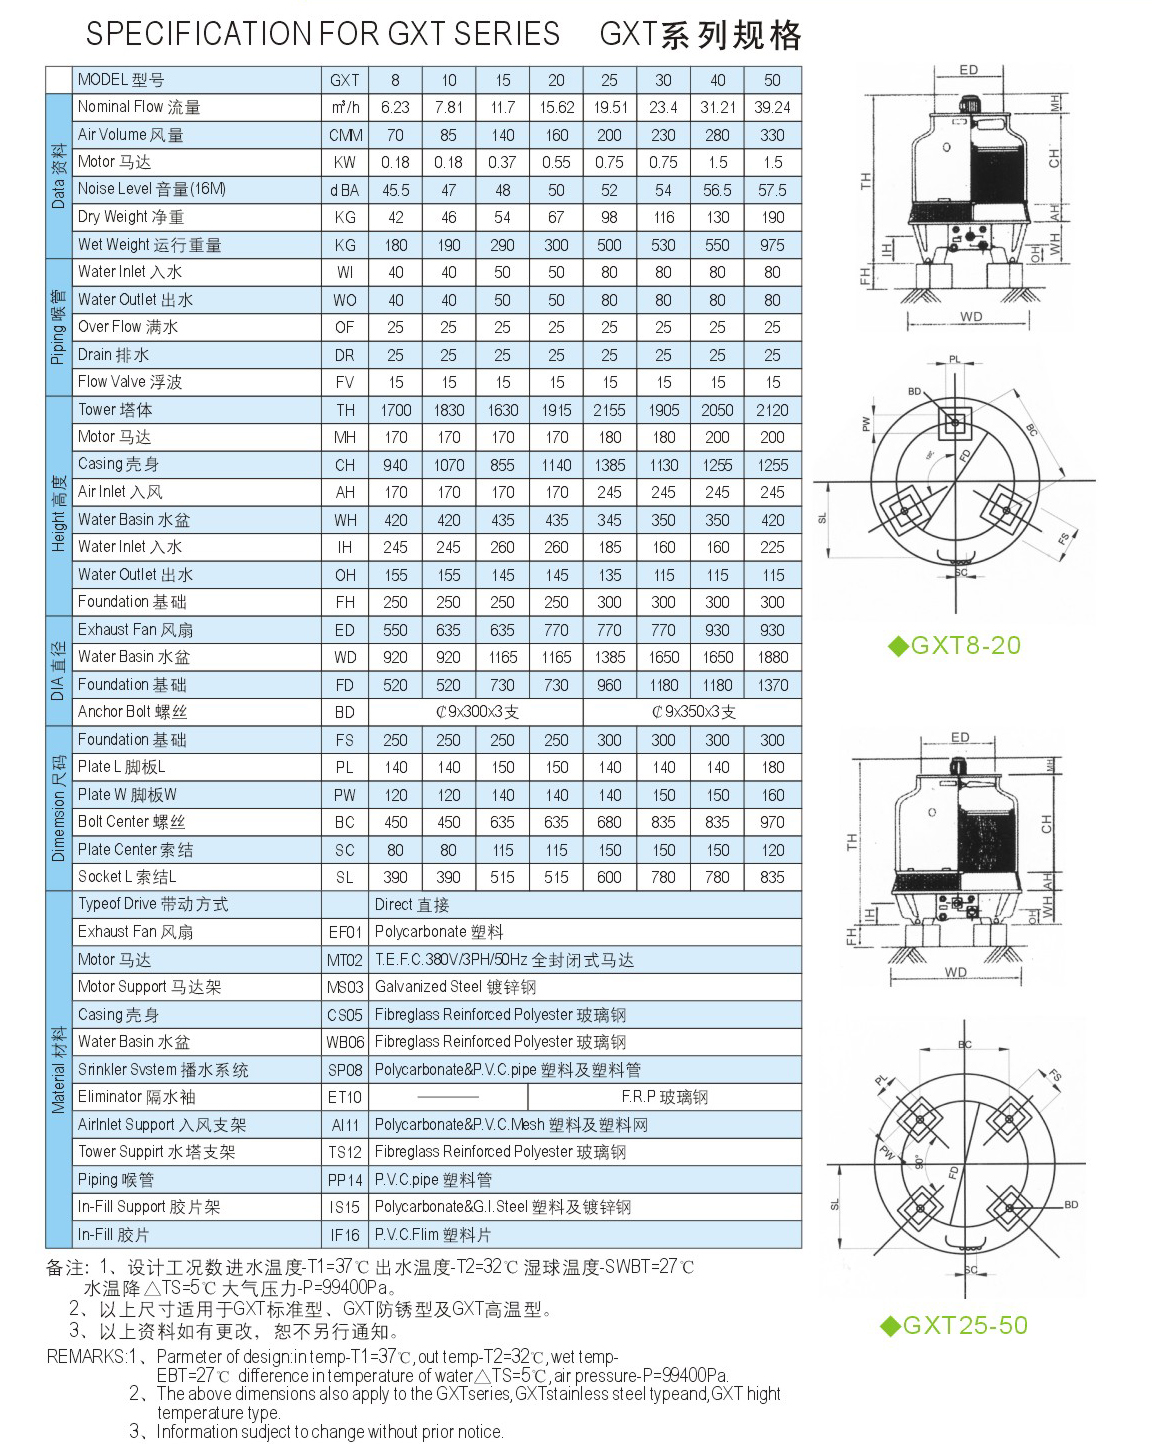 SPECIFICATION FOR GXT SERIES GXT系列规格
MODEL型号 GXT 8 10 15 20 25 30 40 50
Data 资料
Nominal Flow 流量 m³/h 6.23 7.81 11.7 15.62 19.51 23.4 31.21 39.24
Air Volume 风量 CMM 70 85 140 160 200 230 280 330
Motor 马达 KW 0.18 0.18 0.37 0.55 0.75 0.75 1.5 1.5
Noise Level 音量(16M) dBA 45.5 47 48 50 52 54 56.5 57.5
Dry Weight 净重 KG 42 46 54 67 98 116 130 190
Wet Weight 运行重量 KG 180 190 290 300 500 530 550 975
Piping 喉管
Water Inlet 入水 WI 40 40 50 50 80 80 80 80
Water Outlet 出水 WO 40 40 50 50 80 80 80 80
Over Flow 满水 OF 25 25 25 25 25 25 25 25
Drain 排水 DR 25 25 25 25 25 25 25 25
Flow Valve 浮波 FV 15 15 15 15 15 15 15 15
Height 高度
Tower 塔体 TH 1700 1830 1630 1915 2155 1905 2050 2120
Motor 马达 MH 170 170 170 170 180 180 200 200
Casing 壳身 CH 940 1070 855 1140 1385 1130 1255 1255
Air Inlet 入风 AH 170 170 170 170 245 245 245 245
Water Basin 水盆 WH 420 420 435 435 345 350 350 420
Water Inlet 入水 IH 245 245 260 260 185 160 160 225
Water Outlet 出水 OH 155 155 145 145 135 115 115 115
Foundation 基础 FH 250 250 250 250 300 300 300 300
DIA 直径
Exhaust Fan 风扇 ED 550 635 635 770 770 770 930 930
Water Basin 水盆 WD 920 920 1165 1165 1385 1650 1650 1880
Foundation 基础 FD 520 520 730 730 960 1180 1180 1370
Anchor Bolt 螺丝 BD ₵9x300x3支 ₵9x350x3支
Dimemsion 尺码
Foundation 基础 FS 250 250 250 250 300 300 300 300
Plate L 脚板L PL 140 140 150 150 140 140 140 180
Plate W 脚板W PW 120 120 140 140 140 150 150 160
Bolt Center 螺丝 BC 450 450 635 635 680 835 835 970
Plate Center 索结 SC 80 80 115 115 150 150 150 120
Socket L 索结L SL 390 390 515 515 600 780 780 835
Material 材料
Typeof Drive 带动方式 Direct 直接
Exhaust Fan 风扇 EF01 Polycarbonate 塑料
Motor 马达 MT02 T.E.F.C.380V/3PH/50Hz 全封闭式马达
Motor Support 马达架 MS03 Galvanized Steel 镀锌钢
Casing 壳身 CS05 Fibreglass Reinforced Polyester 玻璃钢
Water Basin 水盆 WB06 Fibreglass Reinforced Polyester 玻璃钢
Srinkler Svstem 播水系统 SP08 Polycarbonate&P.V.C.pipe 塑料及塑料管
Eliminator 隔水袖 ET10 ——— F.R.P 玻璃钢
AirInlet Support 入风支架 AI11 Polycarbonate&P.V.C.Mesh 塑料及塑料网
Tower Suppirt 水塔支架 TS12 Fibreglass Reinforced Polyester 玻璃钢
Piping 喉管 PP14 P.V.C.pipe 塑料管
In-Fill Support 胶片架 IS15 Polycarbonate&G.I.Steel 塑料及镀锌钢
In-Fill 胶片 IF16 P.V.C.Flim 塑料片
备注: 1、设计工况数进水温度-T1=37℃ 出水温度-T2=32℃ 湿球温度-SWBT=27℃
水温降△TS=5℃ 大气压力-P=99400Pa。
2、以上尺寸适用于GXT标准型、GXT防锈型及GXT高温型。
3、以上资料如有更改，恕不另行通知。
REMARKS:1、Parmeter of design:in temp-T1=37℃,out temp-T2=32℃,wet temp-
EBT=27℃ difference in temperature of water△TS=5℃,air pressure-P=99400Pa.
2、The above dimensions also apply to the GXTseries,GXTstainless steel typeand,GXT hight
temperature type.
3、Information sudject to change without prior notice.
ED
MH
TH
CH
AH
IH
OH
WH
FH
WD
PL
BD
PW
BC
FD
SL
FS
SC
◆GXT8-20
ED
MH
TH
CH
AH
IH
OH
WH
FH
WD
BC
PL
FS
PW
90°
FD
SL
BD
SC
◆GXT25-50